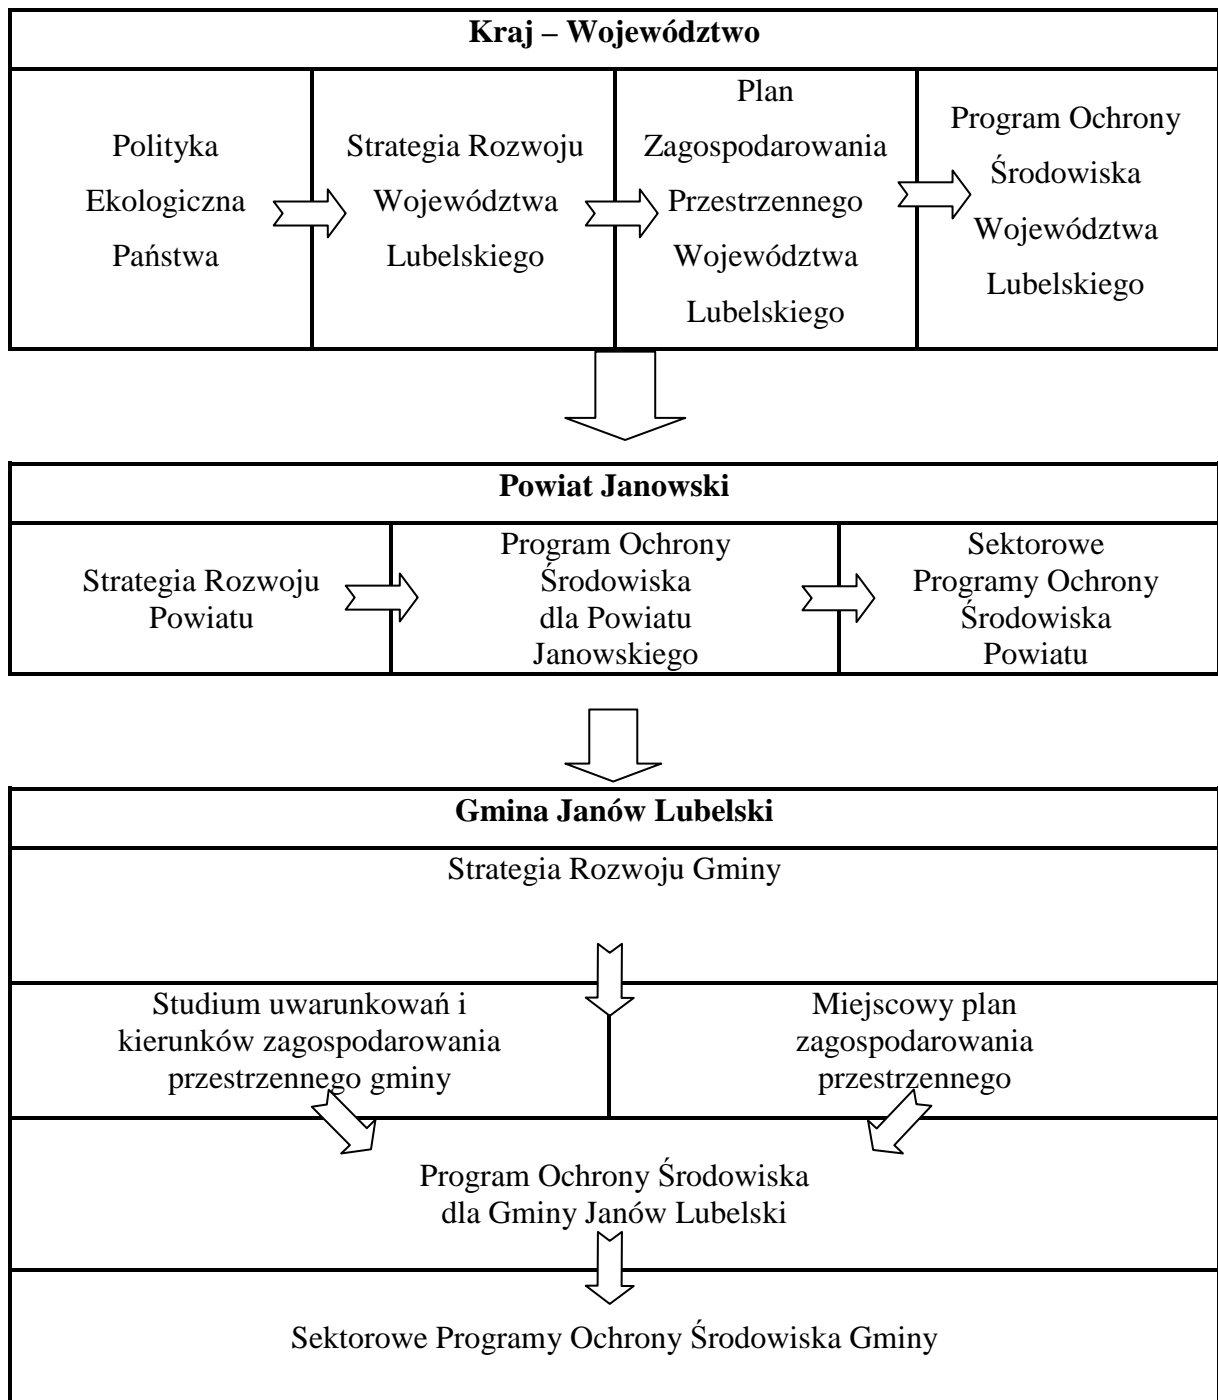 Kraj – Województwo
Polityka
Ekologiczna
Państwa
Strategia Rozwoju
Województwa
Lubelskiego
Plan
Zagospodarowania
Przestrzennego
Województwa
Lubelskiego
Program Ochrony
Środowiska
Województwa
Lubelskiego
Powiat Janowski
Strategia Rozwoju
Powiatu
Program Ochrony
Środowiska
dla Powiatu
Janowskiego
Sektorowe
Programy Ochrony
Środowiska
Powiatu
Gmina Janów Lubelski
Strategia Rozwoju Gminy
Studium uwarunkowań i
kierunków zagospodarowania
przestrzennego gminy
Miejscowy plan
zagospodarowania
przestrzennego
Program Ochrony Środowiska
dla Gminy Janów Lubelski
Sektorowe Programy Ochrony Środowiska Gminy